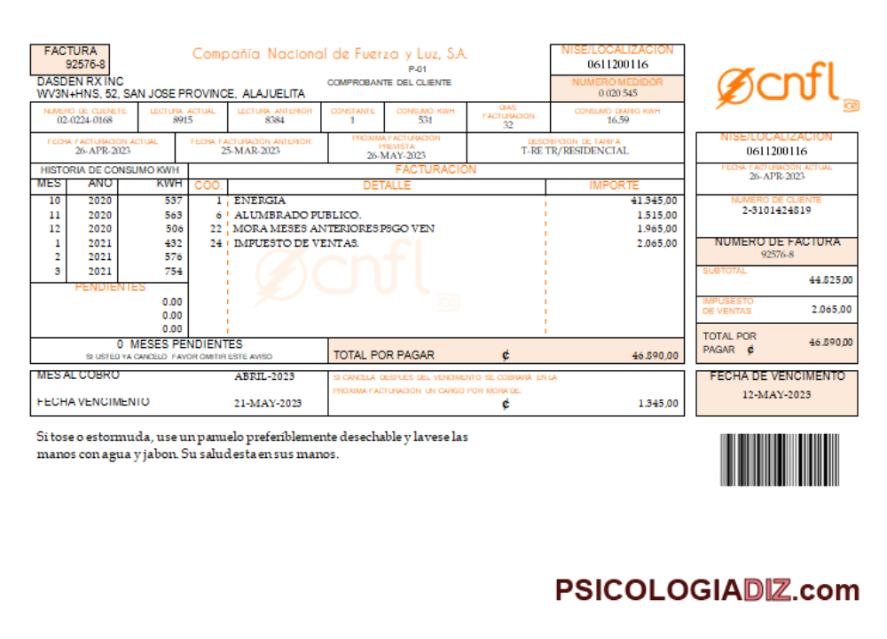 FACTURA
92576-8
Compañía Nacional de Fuerza y Luz, S.A.
P-01
COMPROBANTE DEL CLIENTE
NISE/LOCALIZACION
0611200116
NUMERO MEDIDOR
0 020 545
DASDEN RX INC
WV3N+HNS, 52, SAN JOSE PROVINCE, ALAJUELITA
LECTURA ACTUAL
8915
LECTURA ANTERIOR
8384
CONSTANTE
1
CONSUMO KWH
531
DIAS FACTURACION
32
CONSUMO DIARIO KWH
16.59
02-0224-0168
FECHA FACTURACION ACTUAL
26-APR-2023
FECHA FACTURACION ANTERIOR
25-MAR-2023
PROXIMA FACTURACION PREVISTA
26-MAY-2023
DESCRIPCION DE TARIFA
T-RE TR/RESIDENCIAL
HISTORIA DE CONSUMO KWH
FACTURACION
MES ANO KWH COO. DETALLE IMPORTE
10 2020 537 1 ENERGIA 41.345,00
11 2020 563 6 ALUMBRADO PUBLICO. 1.515,00
12 2020 506 22 MORA MESES ANTERIORES PSGO VEN 1.965,00
1 2021 432 24 IMPUESTO DE VENTAS. 2.065,00
2 2021 576
3 2021 754
PENDIENTES
0.00
0.00
0.00
cnfl
ICE
0 MESES PENDIENTES
SI USTED YA CANCELO FAVOR OMITIR ESTE AVISO
TOTAL POR PAGAR ₡ 46.890,00
MES AL COBRO ABRIL-2023
FECHA VENCIMENTO 21-MAY-2023
SI CANCELA DESPUES DEL VENCIMENTO SE COBRARÁ EN LA
PROXIMA FACTURACION UN CARGO POR MORA DE.
₡ 1.345,00
Si tose o estormuda, use un panuelo preferiblemente desechable y lavese las
manos con agua y jabon. Su salud esta en sus manos.
cnfl
ICE
NISE/LOCALIZACION
0611200116
FECHA FACTURACION ACTUAL
26-APR-2023
NUMERO DE CLIENTE
2-3101424819
NUMERO DE FACTURA
92576-8
SUBTOTAL
44.825,00
IMPUSESTO
DE VENTAS 2.065,00
TOTAL POR
PAGAR ₡ 46.890,00
FECHA DE VENCIMENTO
12-MAY-2023
PSICOLOGIADIZ.com